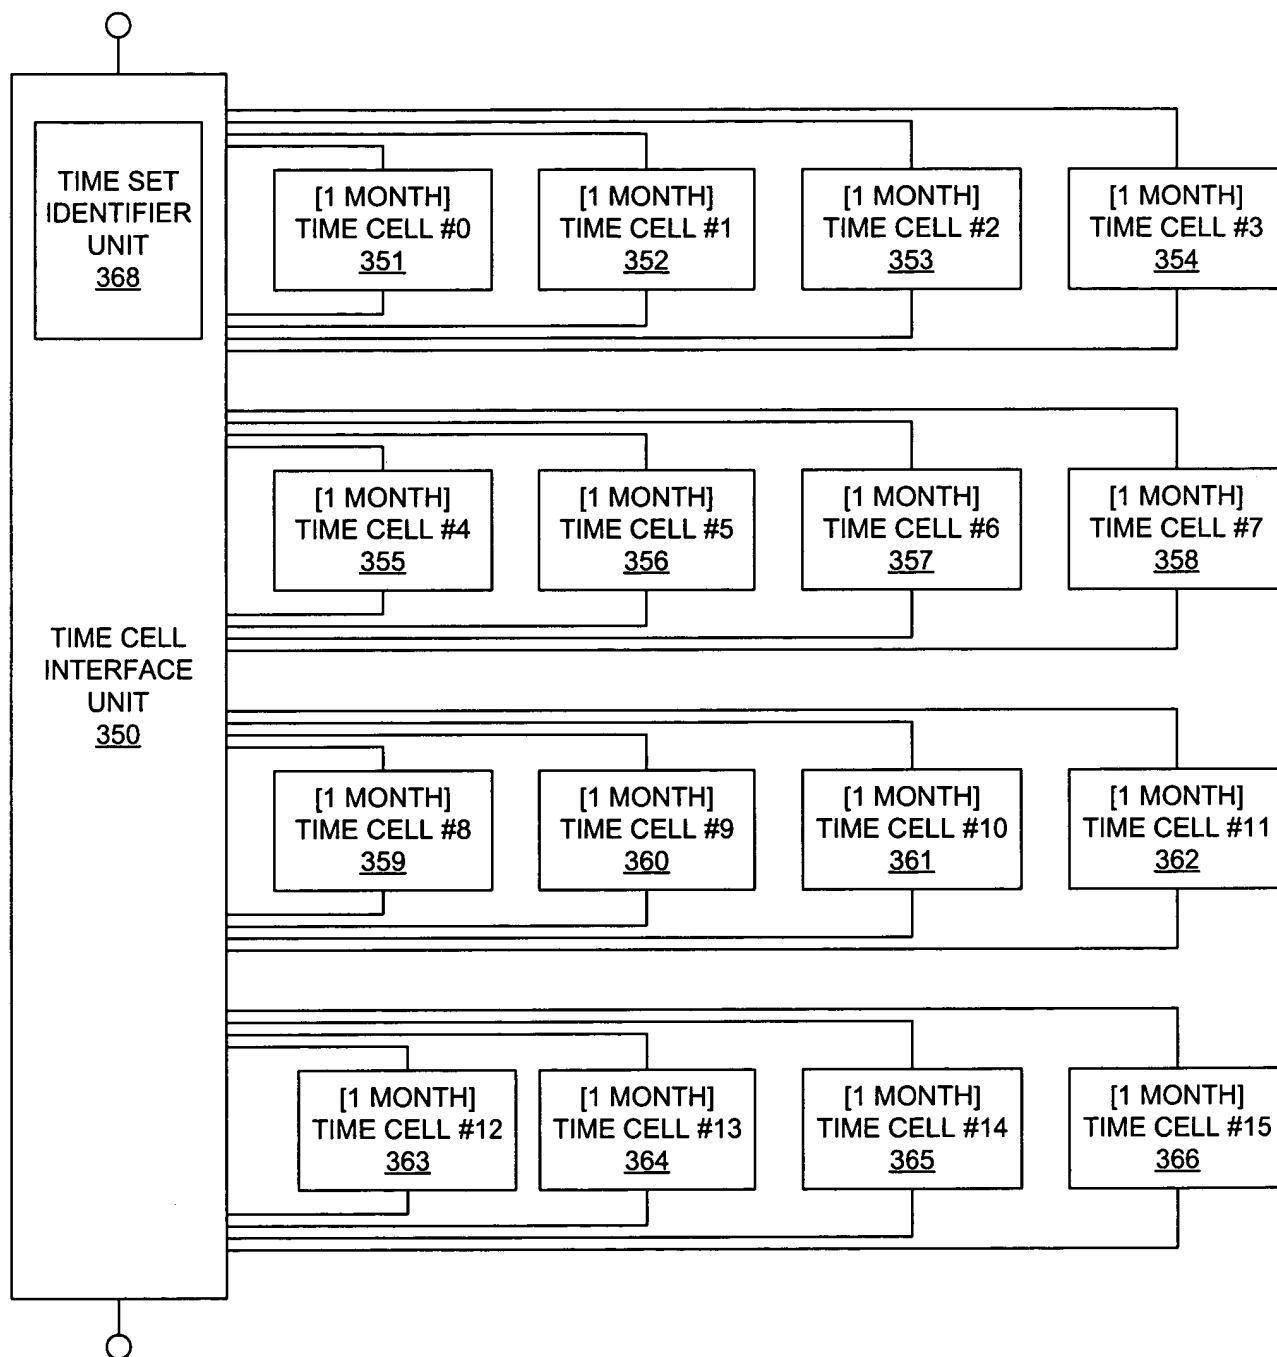 TIME SET
IDENTIFIER
UNIT
368
[1 MONTH]
TIME CELL #0
351
[1 MONTH]
TIME CELL #1
352
[1 MONTH]
TIME CELL #2
353
[1 MONTH]
TIME CELL #3
354
[1 MONTH]
TIME CELL #4
355
[1 MONTH]
TIME CELL #5
356
[1 MONTH]
TIME CELL #6
357
[1 MONTH]
TIME CELL #7
358
TIME CELL
INTERFACE
UNIT
350
[1 MONTH]
TIME CELL #8
359
[1 MONTH]
TIME CELL #9
360
[1 MONTH]
TIME CELL #10
361
[1 MONTH]
TIME CELL #11
362
[1 MONTH]
TIME CELL #12
363
[1 MONTH]
TIME CELL #13
364
[1 MONTH]
TIME CELL #14
365
[1 MONTH]
TIME CELL #15
366